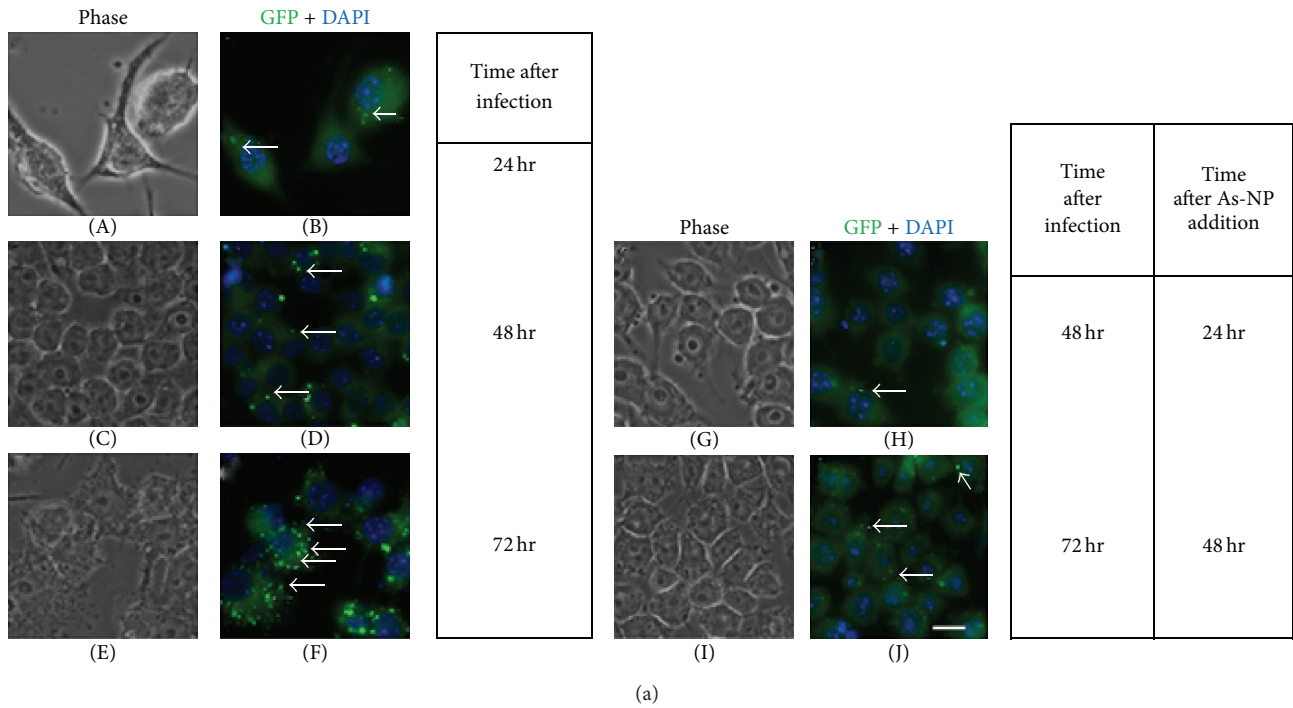 Phase
GFP + DAPI
(A)
(B)
(C)
(D)
(E)
(F)
Time after
infection
24 hr
48 hr
72 hr
Phase
GFP + DAPI
(G)
(H)
(I)
(J)
Time
after
infection
Time
after As-NP
addition
48 hr
24 hr
72 hr
48 hr
(a)